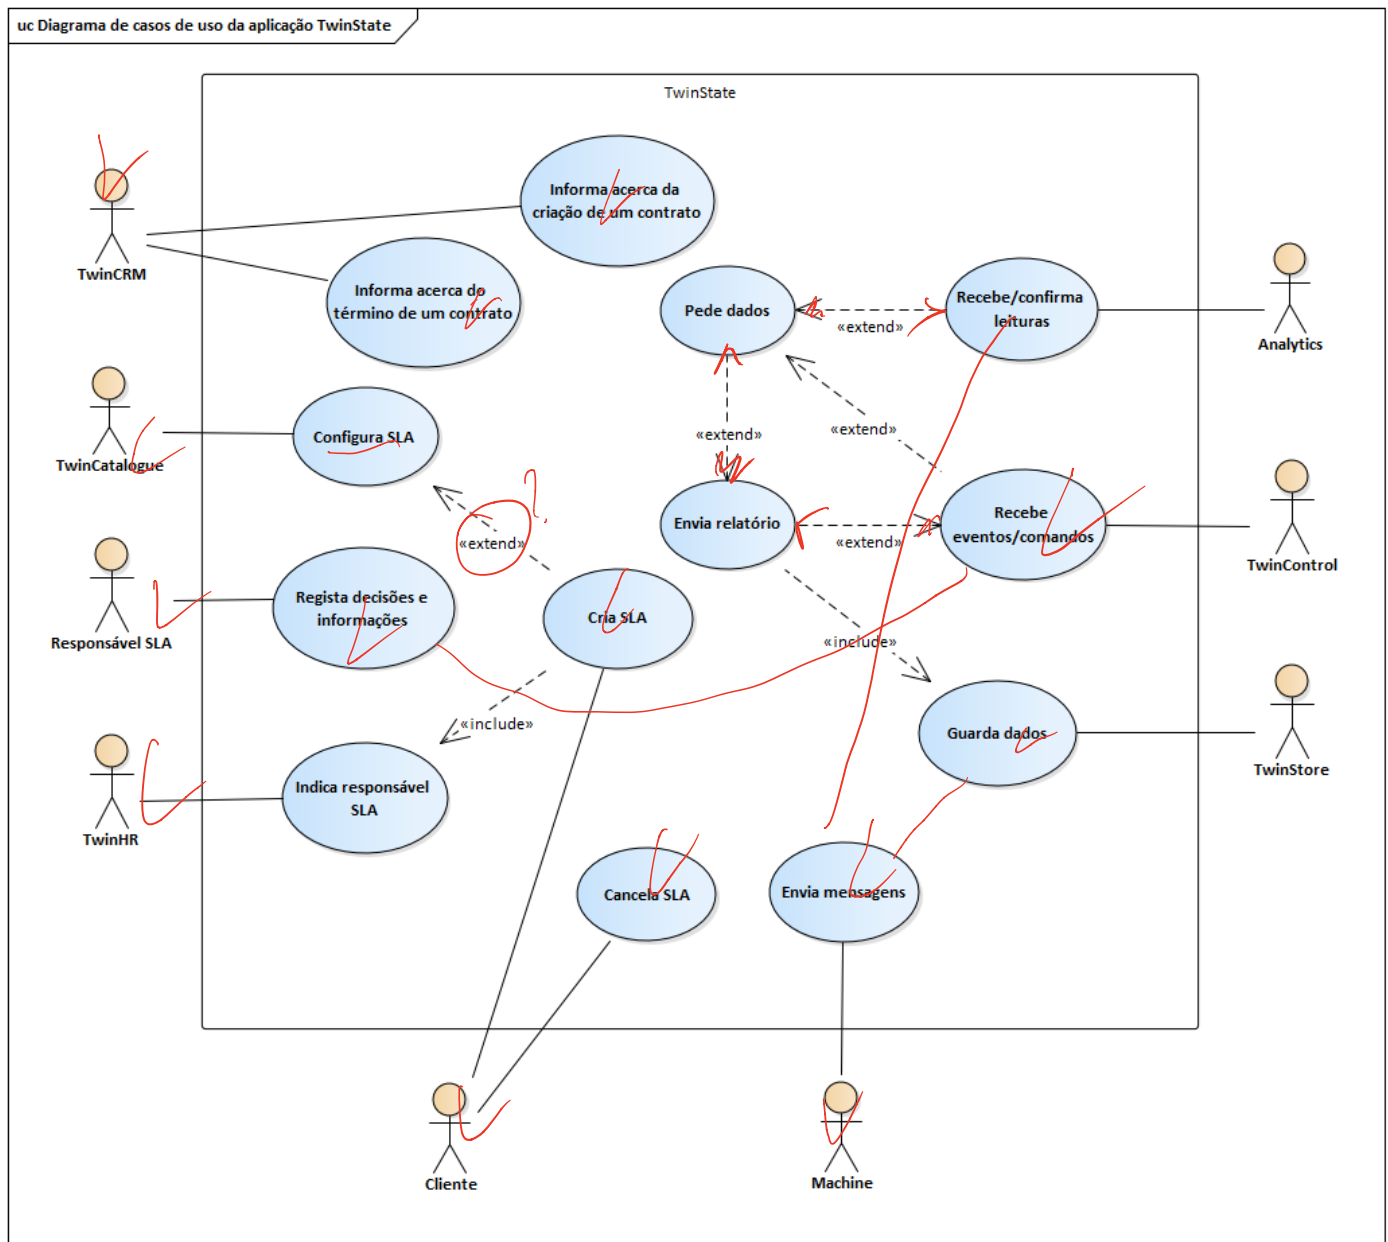 uc Diagrama de casos de uso da aplicação TwinState
TwinState
Informa acerca da
criação de um contrato
TwinCRM
Informa acerca do
término de um contrato
Pede dados
«extend»
Recebe/confirma
leituras
Analytics
TwinCatalogue
Configura SLA
«extend»
«extend»
?
«extend»
Envia relatório
«extend»
Recebe
eventos/comandos
TwinControl
Responsável SLA
Regista decisões e
informações
Cria SLA
«include»
«include»
Guarda dados
TwinStore
TwinHR
Indica responsável
SLA
Cancela SLA
Envia mensagens
Cliente
Machine